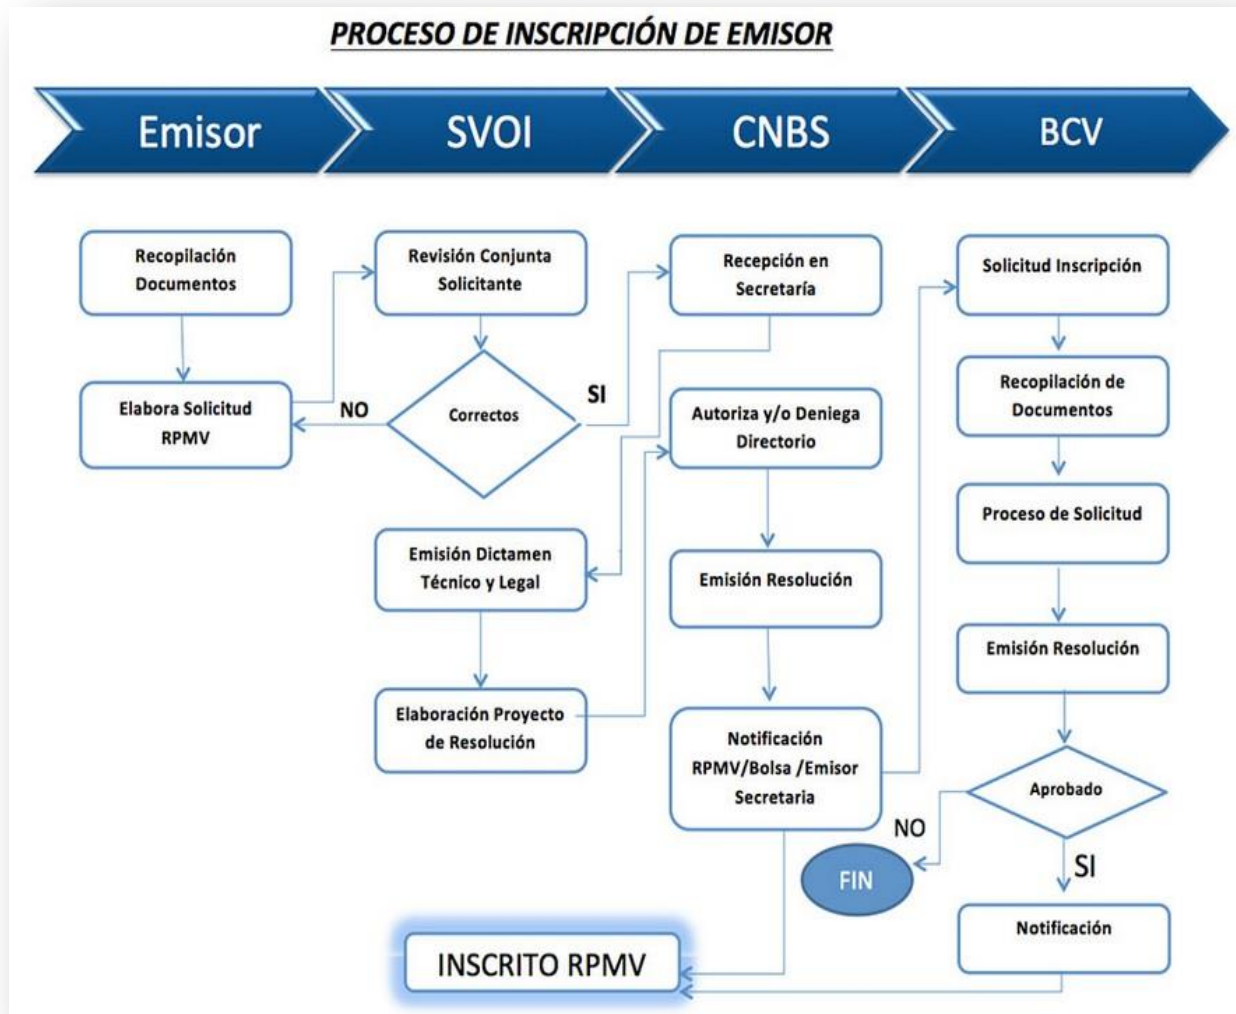 PROCESO DE INSCRIPCIÓN DE EMISOR
Emisor
SVOI
CNBS
BCV
Recopilación
Documentos
Elabora Solicitud
RPMV
Revisión Conjunta
Solicitante
Correctos
NO
SI
Emisión Dictamen
Técnico y Legal
Elaboración Proyecto
de Resolución
Recepción en
Secretaría
Autoriza y/o Deniega
Directorio
Emisión Resolución
Notificación
RPMV/Bolsa /Emisor
Secretaria
Solicitud Inscripción
Recopilación de
Documentos
Proceso de Solicitud
Emisión Resolución
Aprobado
NO
FIN
SI
Notificación
INSCRITO RPMV